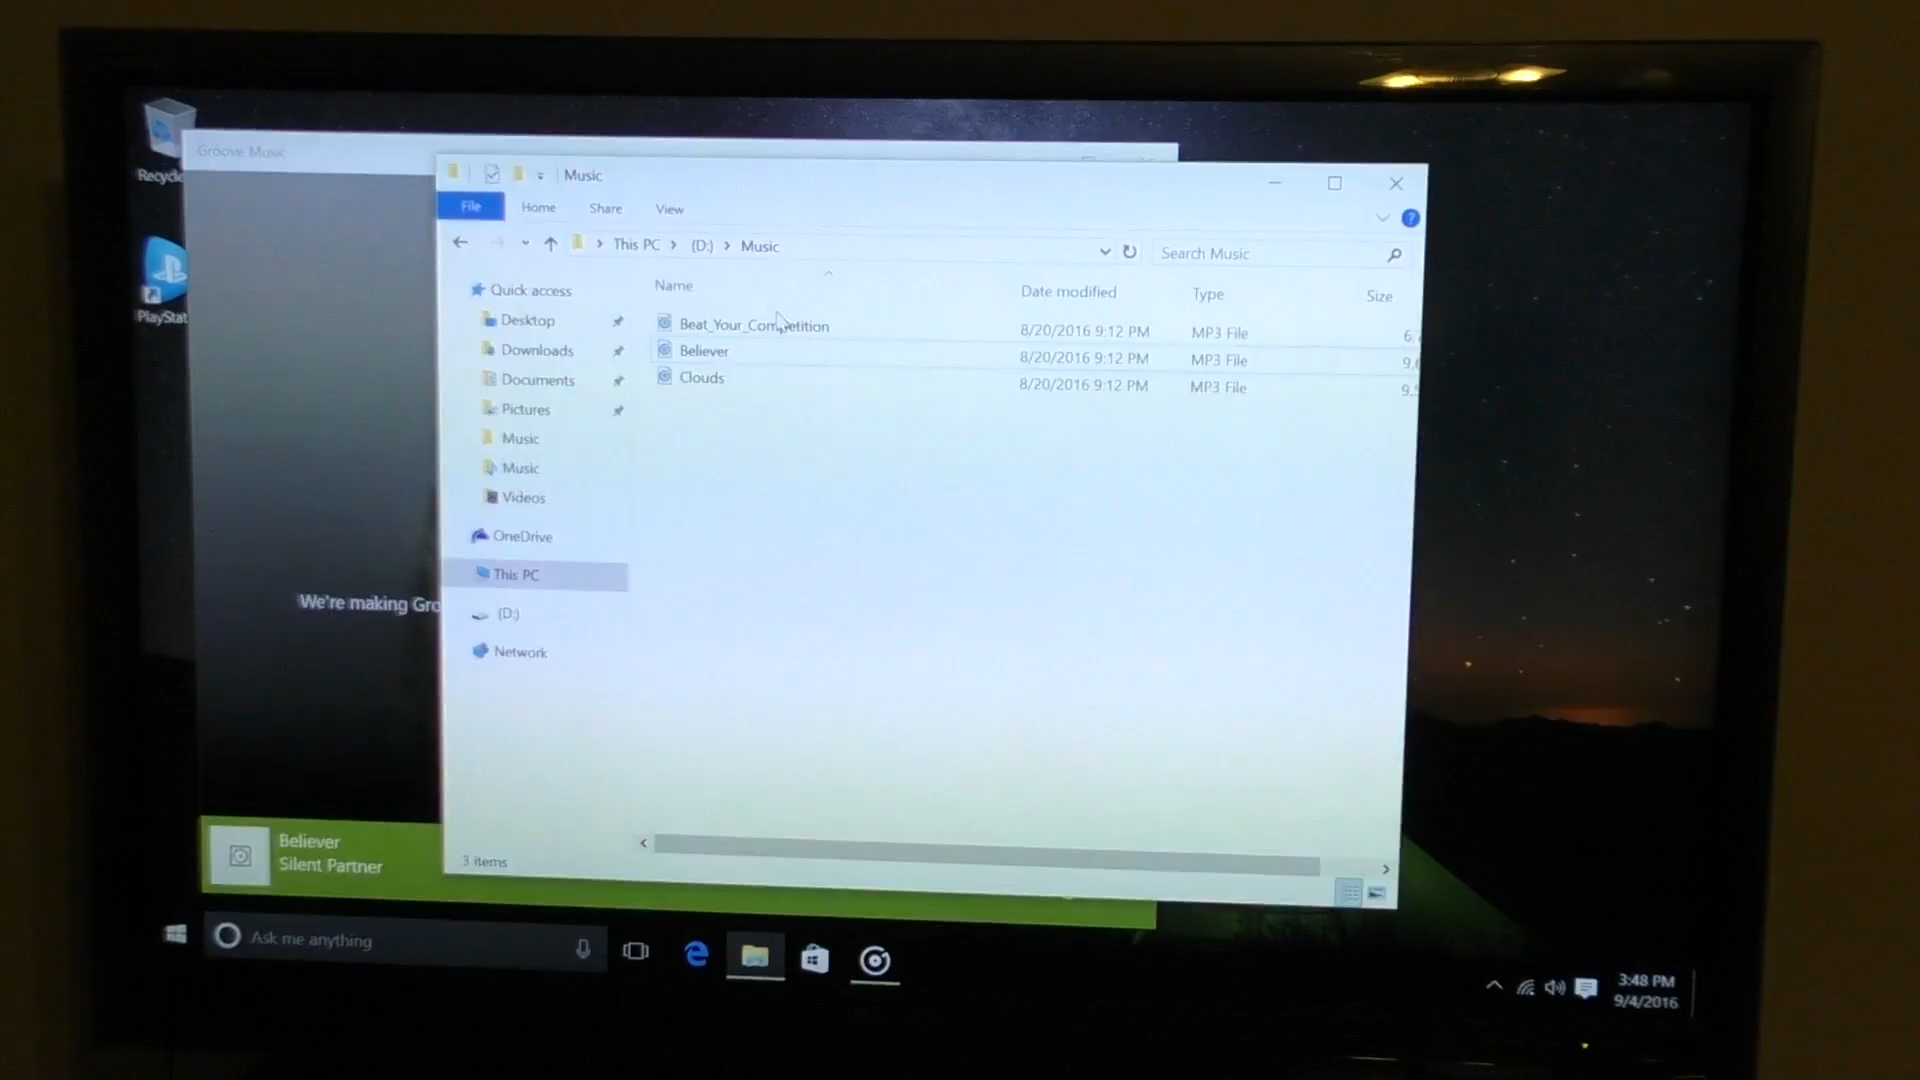 Recycle
PlayStat
Groove Music
We're making Gro
Believer
Silent Partner
Music
File Home Share View
?
This PC (D:) Music
Search Music
Name Date modified Type Size
Beat_Your_Competition 8/20/2016 9:12 PM MP3 File 6,
Believer 8/20/2016 9:12 PM MP3 File 9,6
Clouds 8/20/2016 9:12 PM MP3 File 9,
Quick access
Desktop
Downloads
Documents
Pictures
Music
Music
Videos
OneDrive
This PC
(D:)
Network
3 items
Ask me anything
3:48 PM
9/4/2016